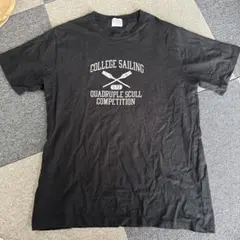 COLLEGE SAILING
QUADRUPLE SCULL
COMPETITION